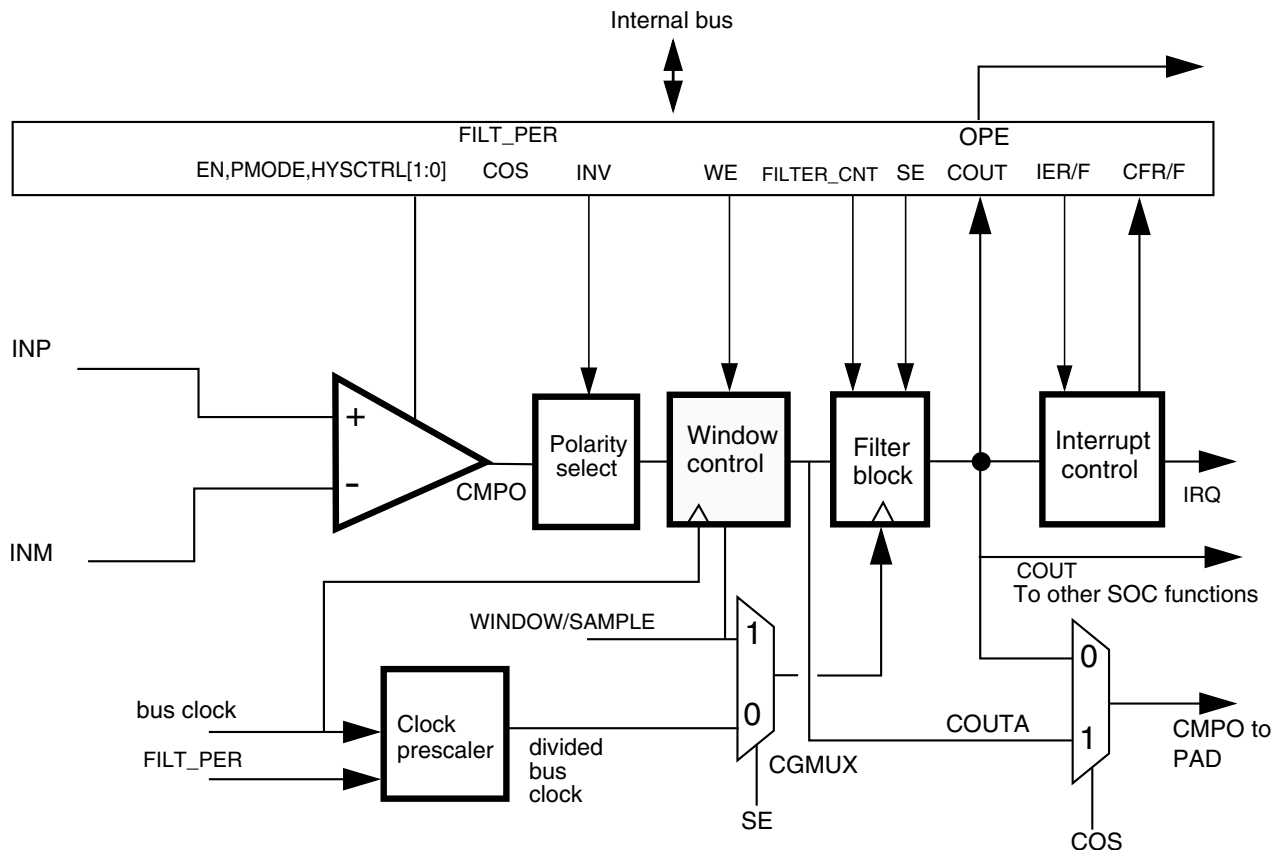 Internal bus
FILT_PER
OPE
EN,PMODE,HYSCTRL[1:0]
COS
INV
WE
FILTER_CNT
SE
COUT
IER/F
CFR/F
INP
+
-
INM
CMPO
Polarity
select
Window
control
Filter
block
Interrupt
control
IRQ
COUT
To other SOC functions
WINDOW/SAMPLE
1
0
CGMUX
SE
bus clock
FILT_PER
Clock
prescaler
divided
bus
clock
COUTA
0
1
CMPO to
PAD
COS